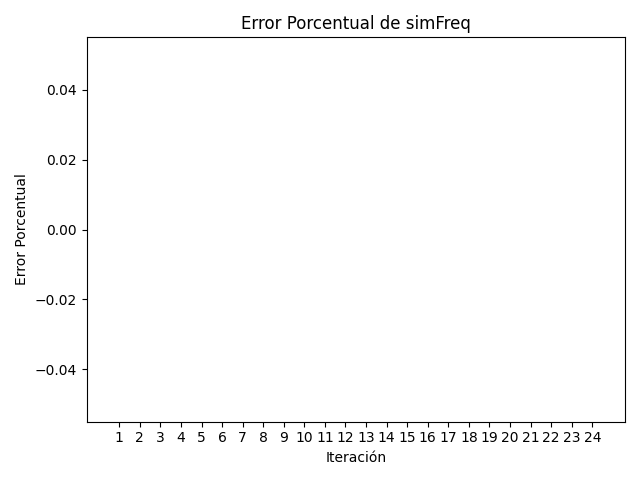 Error Porcentual de simFreq
0.04
0.02
0.00
−0.02
−0.04
Error Porcentual
1 2 3 4 5 6 7 8 9 10 11 12 13 14 15 16 17 18 19 20 21 22 23 24
Iteración